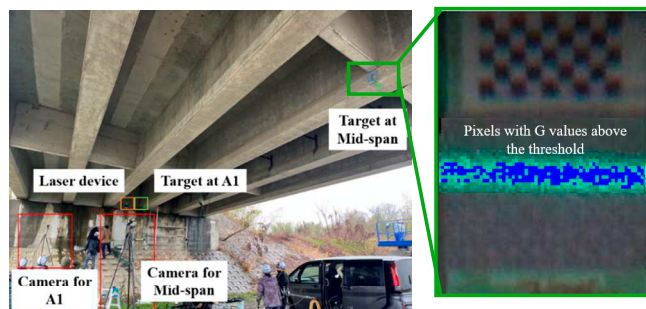 Target at
Mid-span
Laser device
Target at A1
Camera for
A1
Camera for
Mid-span
Pixels with G values above
the threshold